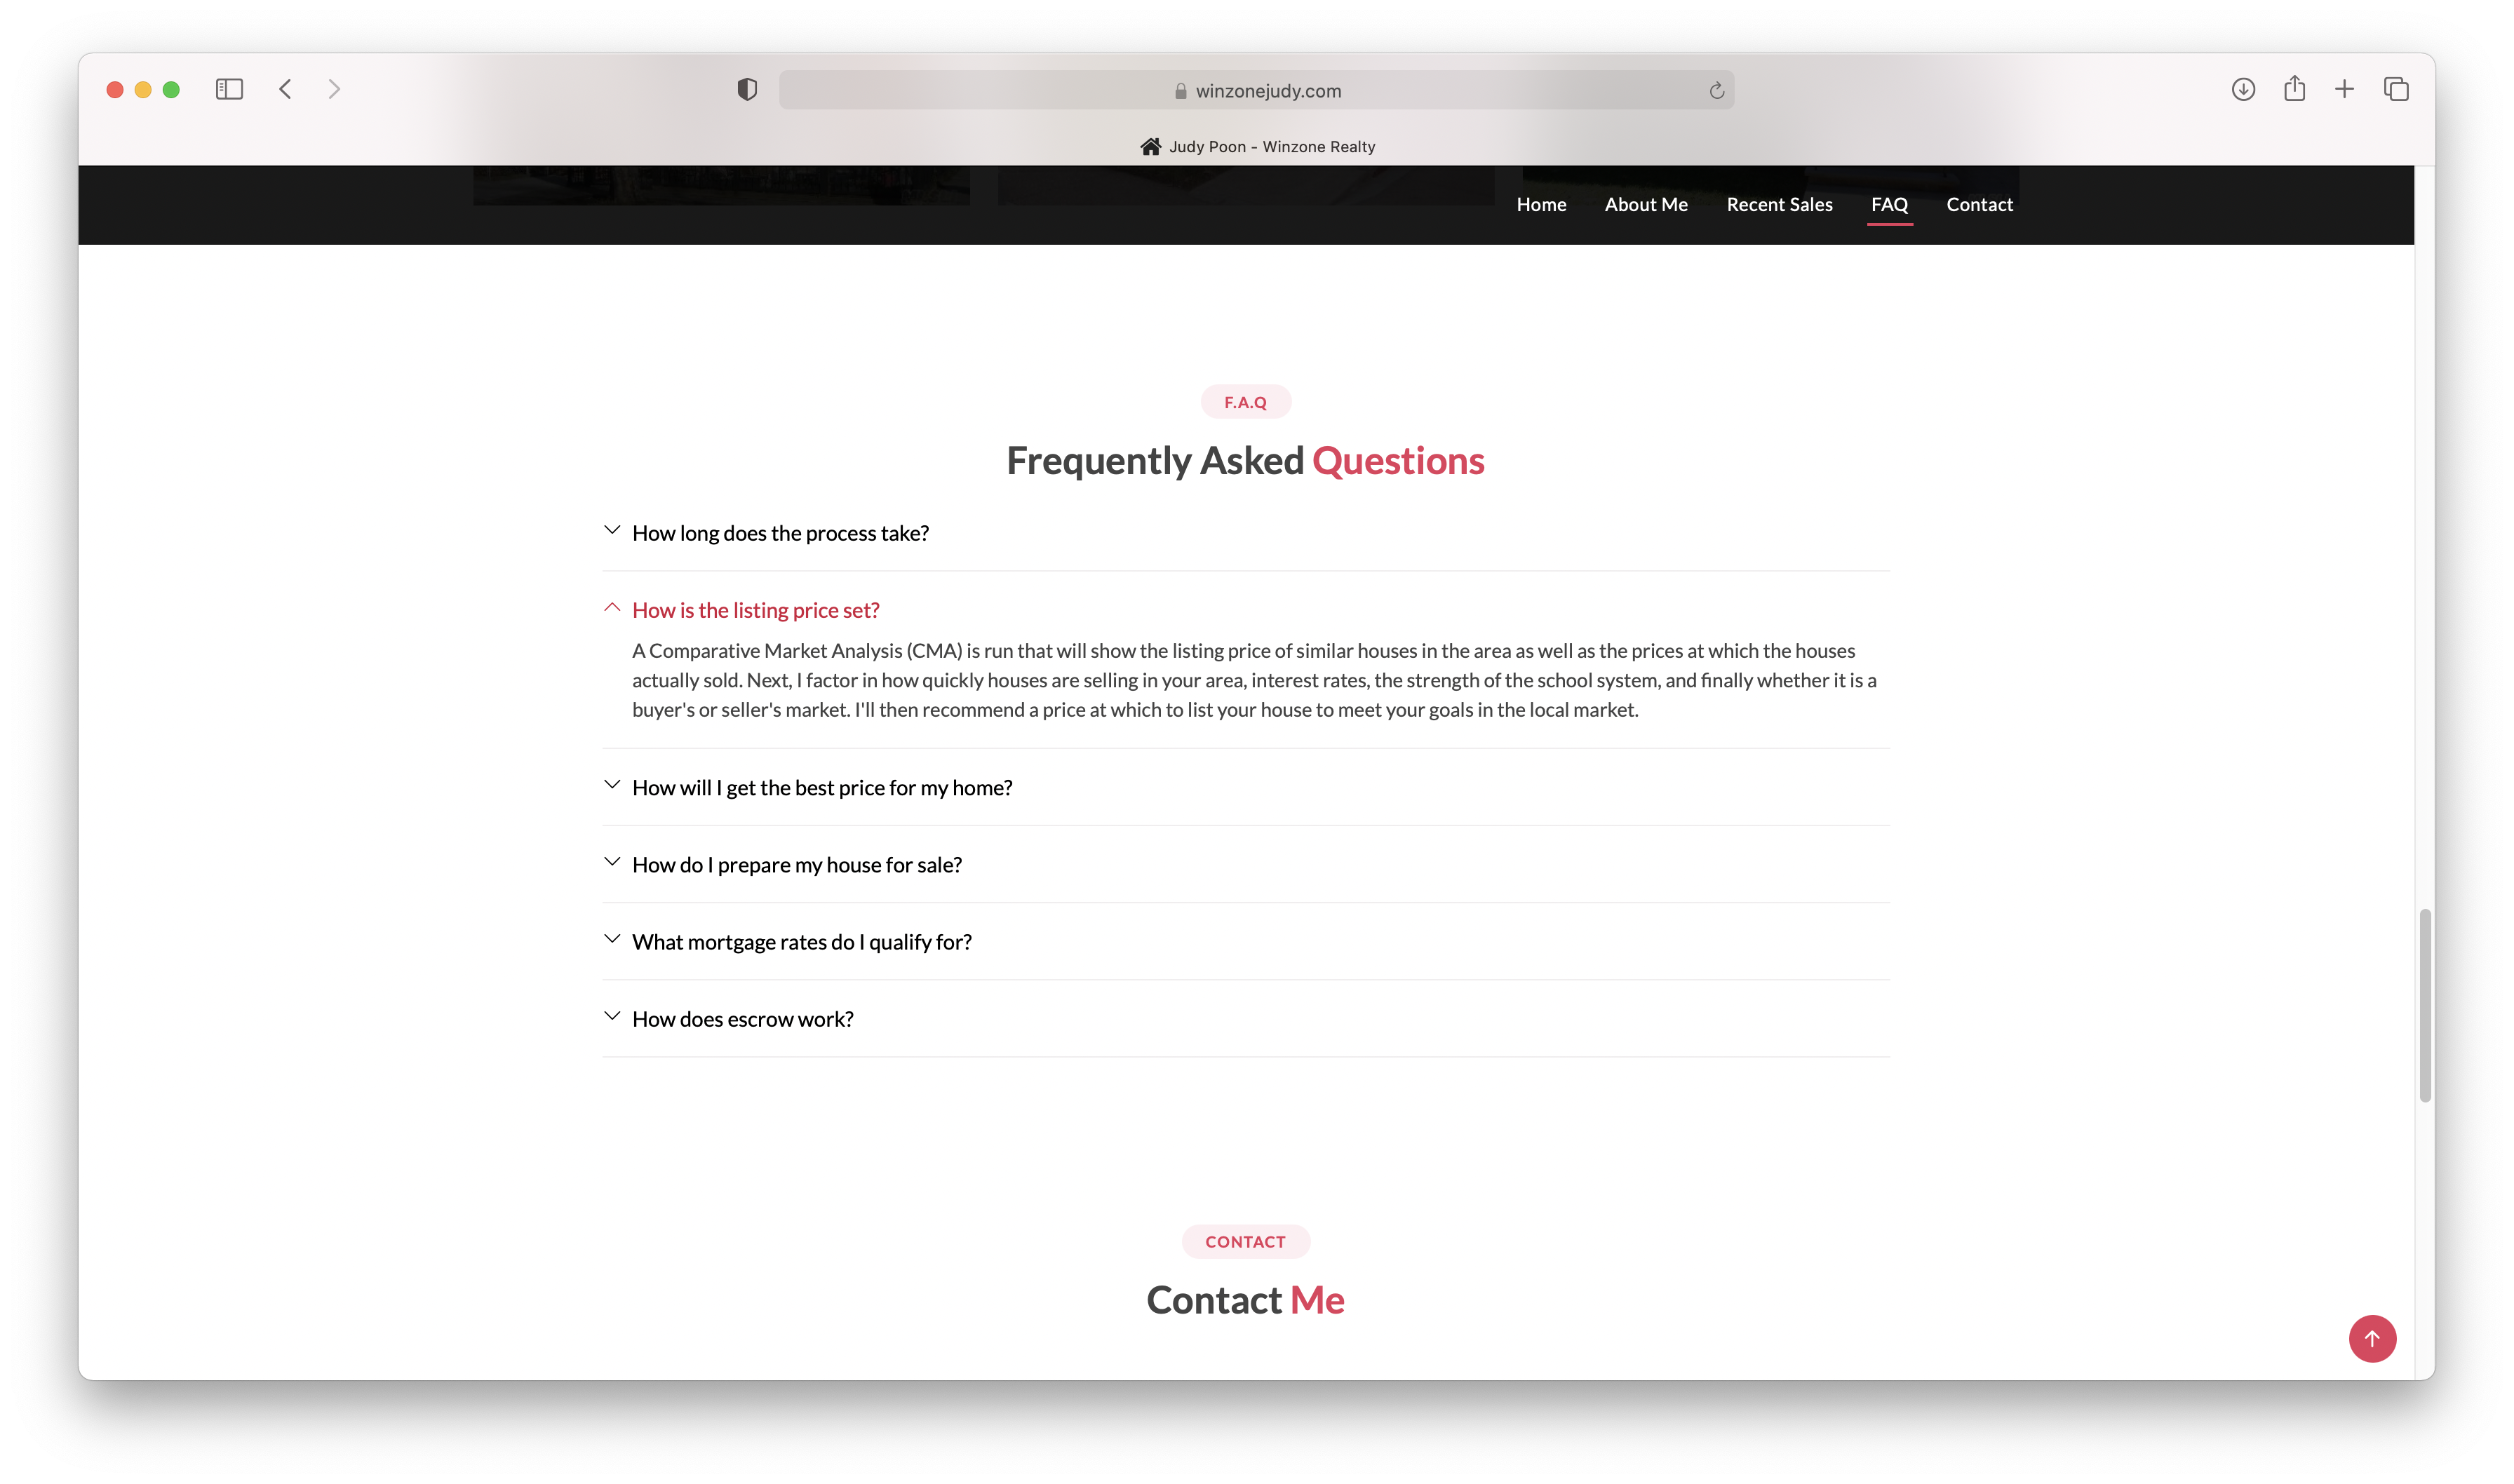 winzonejudy.com
Judy Poon - Winzone Realty
Home About Me Recent Sales FAQ Contact
F.A.Q
Frequently Asked Questions
How long does the process take?
How is the listing price set?
A Comparative Market Analysis (CMA) is run that will show the listing price of similar houses in the area as well as the prices at which the houses
actually sold. Next, I factor in how quickly houses are selling in your area, interest rates, the strength of the school system, and finally whether it is a
buyer's or seller's market. I'll then recommend a price at which to list your house to meet your goals in the local market.
How will I get the best price for my home?
How do I prepare my house for sale?
What mortgage rates do I qualify for?
How does escrow work?
CONTACT
Contact Me